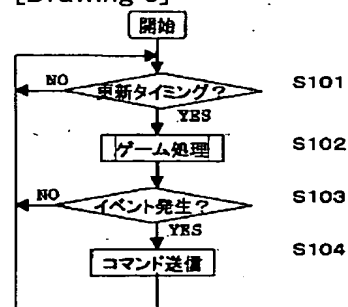 [Drawing 6]
開始
NO
更新タイミング？
S101
YES
ゲーム処理
S102
NO
イベント発生？
S103
YES
コマンド送信
S104